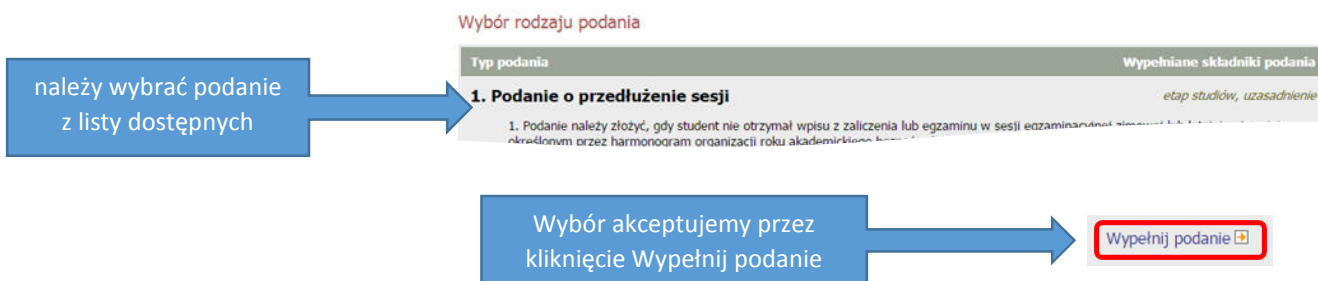 Wybór rodzaju podania
Typ podania Wypełniane składniki podania
należy wybrać podanie
z listy dostępnych
1. Podanie o przedłużenie sesji etap studiów, uzasadnienie
1. Podanie należy złożyć, gdy student nie otrzymał wpisu z zaliczenia lub egzaminu w sesji egzaminacyjnej zimowej lub
określonym przez harmonogram organizacji roku akademickiego
Wybór akceptujemy przez
kliknięcie Wypełnij podanie
Wypełnij podanie